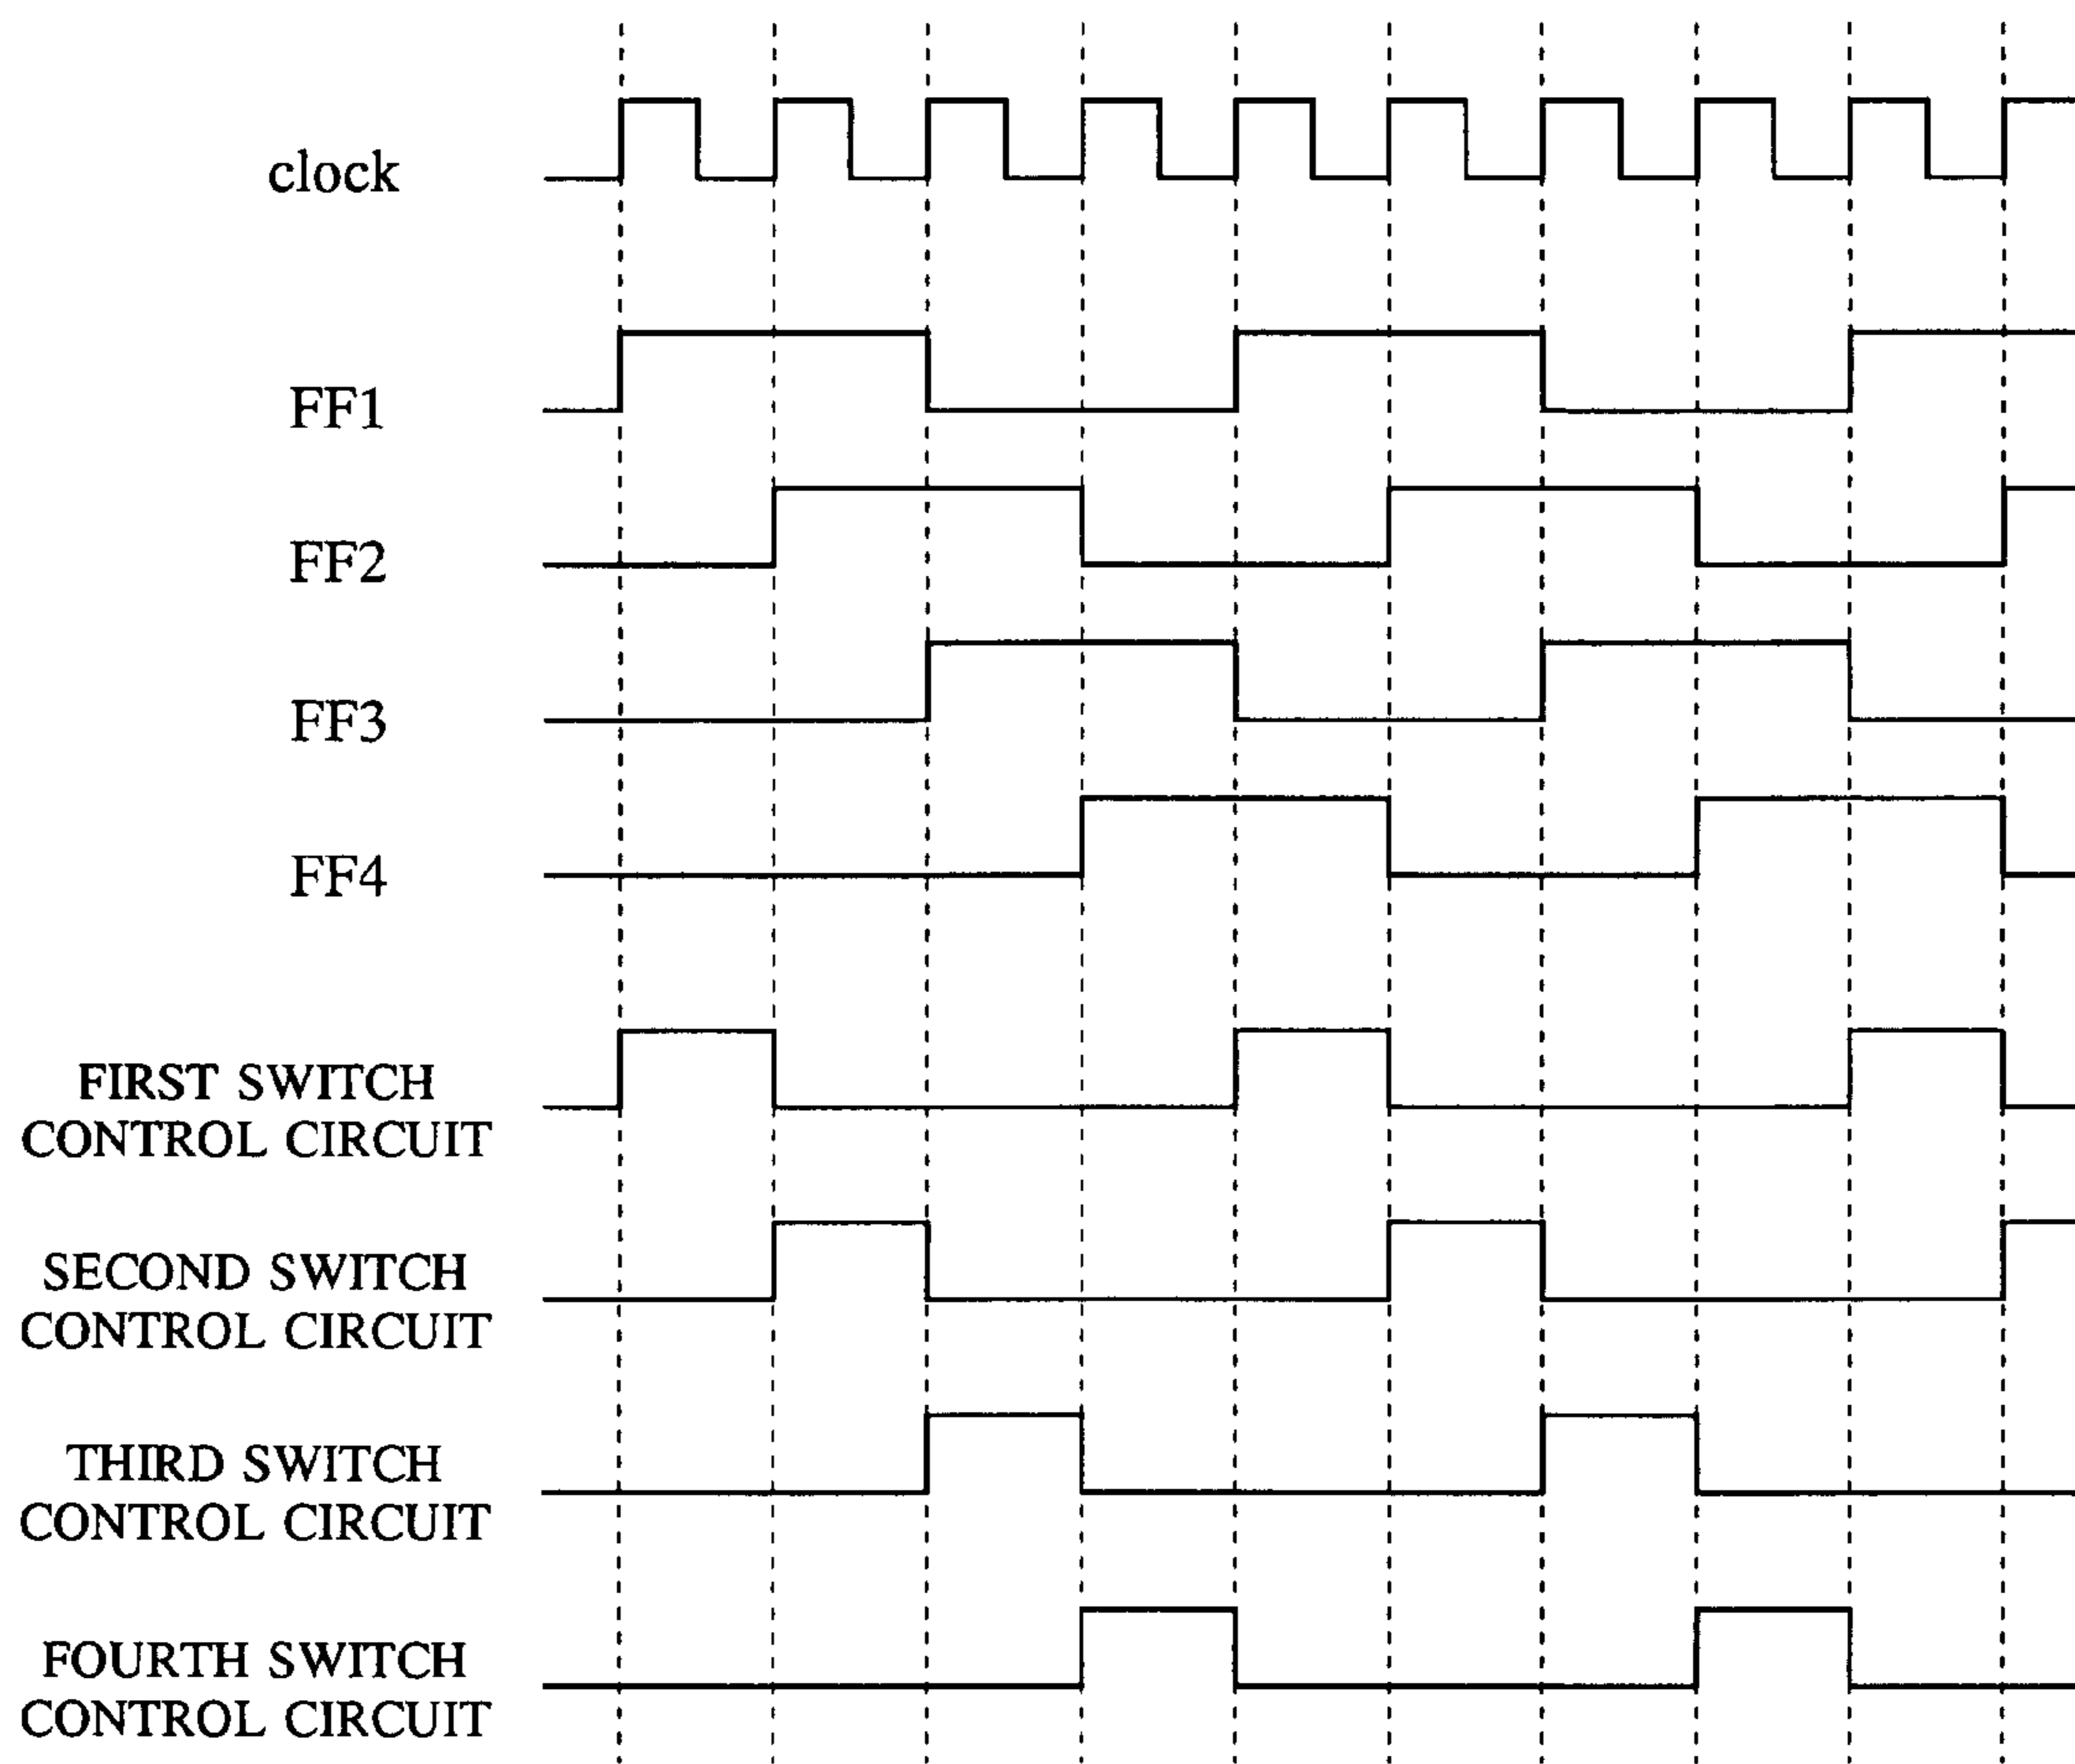 clock
FF1
FF2
FF3
FF4
FIRST SWITCH
CONTROL CIRCUIT
SECOND SWITCH
CONTROL CIRCUIT
THIRD SWITCH
CONTROL CIRCUIT
FOURTH SWITCH
CONTROL CIRCUIT